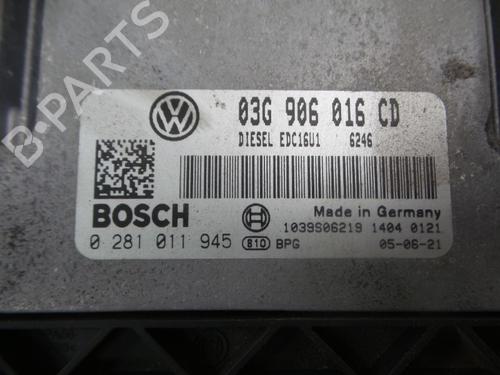 03G 906 016 CD
DIESEL EDC16U1 6246
BOSCH
Made in Germany
1039S06219 1404 0121
0 281 011 945 810 BPG 05-06-21
B-PARTS